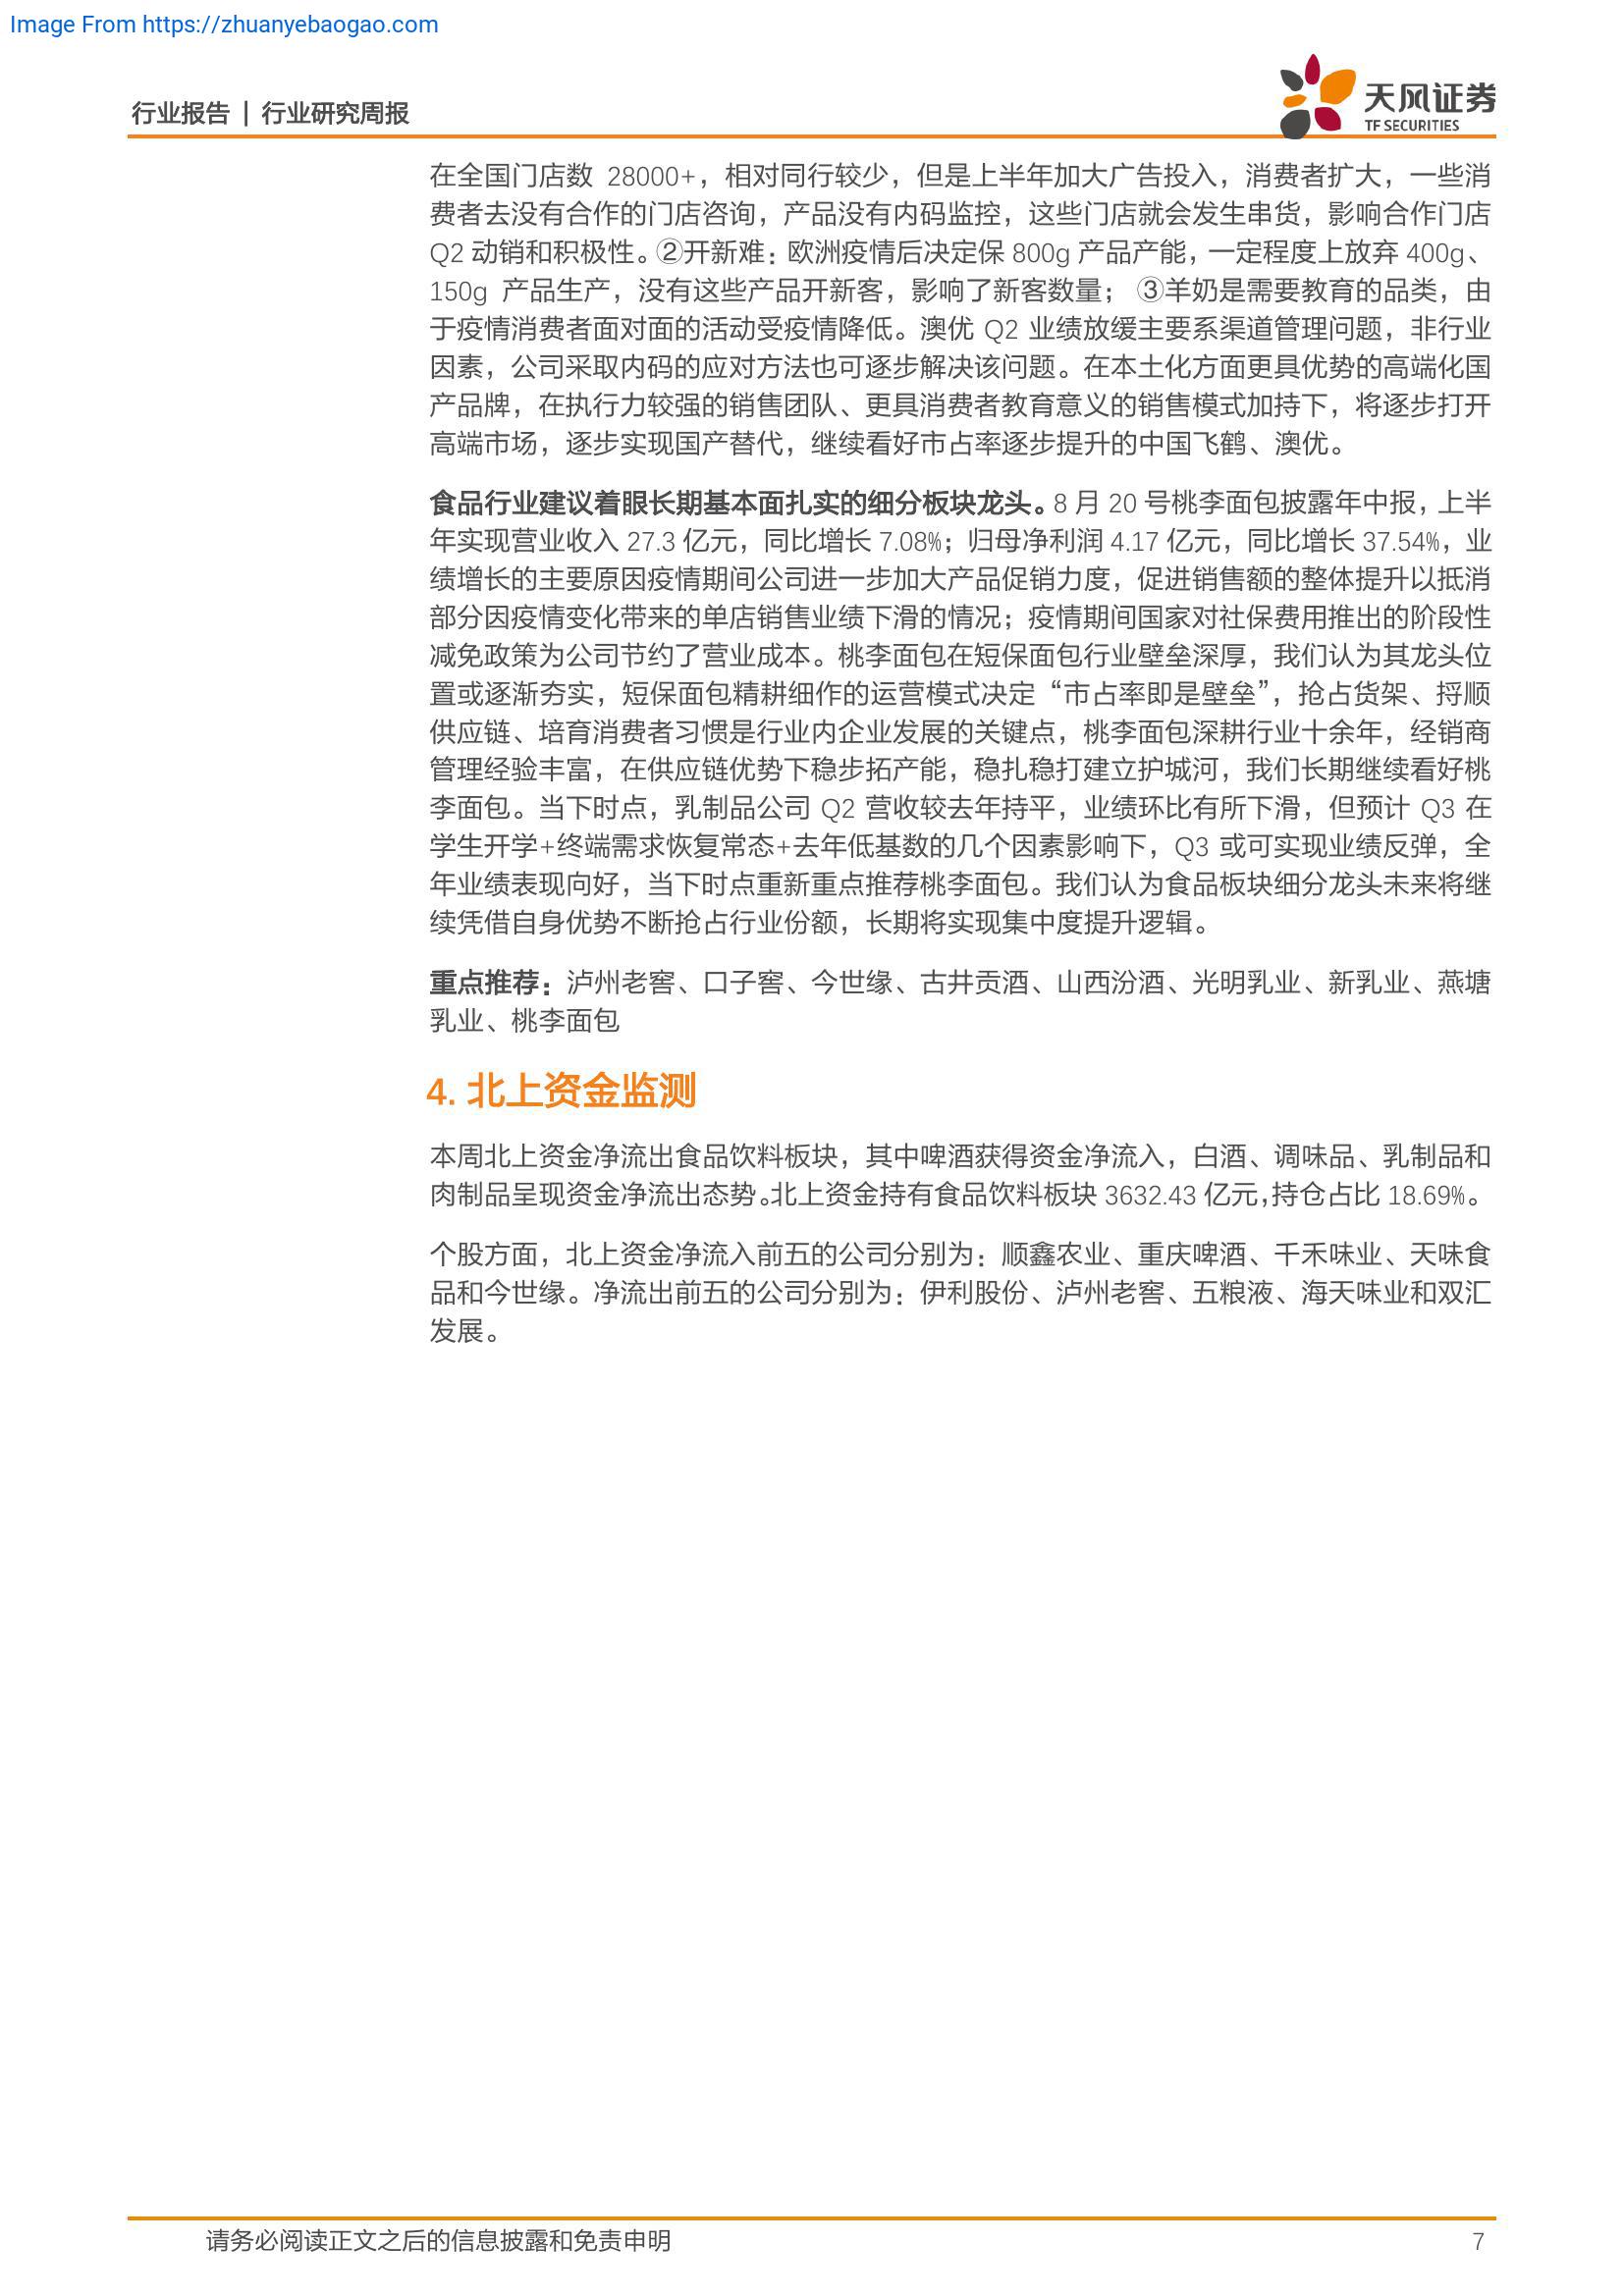 Image From https://zhuanyebaogao.com
行业报告 | 行业研究周报
天风证券
TF SECURITIES
在全国门店数 28000+，相对同行较少，但是上半年加大广告投入，消费者扩大，一些消
费者去没有合作的门店咨询，产品没有内码监控，这些门店就会发生串货，影响合作门店
Q2 动销和积极性。②开新难：欧洲疫情后决定保 800g 产品产能，一定程度上放弃 400g、
150g 产品生产，没有这些产品开新客，影响了新客数量； ③羊奶是需要教育的品类，由
于疫情消费者面对面的活动受疫情降低。澳优 Q2 业绩放缓主要系渠道管理问题，非行业
因素，公司采取内码的应对方法也可逐步解决该问题。在本土化方面更具优势的高端化国
产品牌，在执行力较强的销售团队、更具消费者教育意义的销售模式加持下，将逐步打开
高端市场，逐步实现国产替代，继续看好市占率逐步提升的中国飞鹤、澳优。
食品行业建议着眼长期基本面扎实的细分板块龙头。8 月 20 号桃李面包披露年中报，上半
年实现营业收入 27.3 亿元，同比增长 7.08%；归母净利润 4.17 亿元，同比增长 37.54%，业
绩增长的主要原因疫情期间公司进一步加大产品促销力度，促进销售额的整体提升以抵消
部分因疫情变化带来的单店销售业绩下滑的情况；疫情期间国家对社保费用推出的阶段性
减免政策为公司节约了营业成本。桃李面包在短保面包行业壁垒深厚，我们认为其龙头位
置或逐渐夯实，短保面包精耕细作的运营模式决定“市占率即是壁垒”，抢占货架、捋顺
供应链、培育消费者习惯是行业内企业发展的关键点，桃李面包深耕行业十余年，经销商
管理经验丰富，在供应链优势下稳步拓产能，稳扎稳打建立护城河，我们长期继续看好桃
李面包。当下时点，乳制品公司 Q2 营收较去年持平，业绩环比有所下滑，但预计 Q3 在
学生开学+终端需求恢复常态+去年低基数的几个因素影响下，Q3 或可实现业绩反弹，全
年业绩表现向好，当下时点重新重点推荐桃李面包。我们认为食品板块细分龙头未来将继
续凭借自身优势不断抢占行业份额，长期将实现集中度提升逻辑。
重点推荐：泸州老窖、口子窖、今世缘、古井贡酒、山西汾酒、光明乳业、新乳业、燕塘
乳业、桃李面包
4. 北上资金监测
本周北上资金净流出食品饮料板块，其中啤酒获得资金净流入，白酒、调味品、乳制品和
肉制品呈现资金净流出态势。北上资金持有食品饮料板块 3632.43 亿元，持仓占比 18.69%。
个股方面，北上资金净流入前五的公司分别为：顺鑫农业、重庆啤酒、千禾味业、天味食
品和今世缘。净流出前五的公司分别为：伊利股份、泸州老窖、五粮液、海天味业和双汇
发展。
请务必阅读正文之后的信息披露和免责申明
7